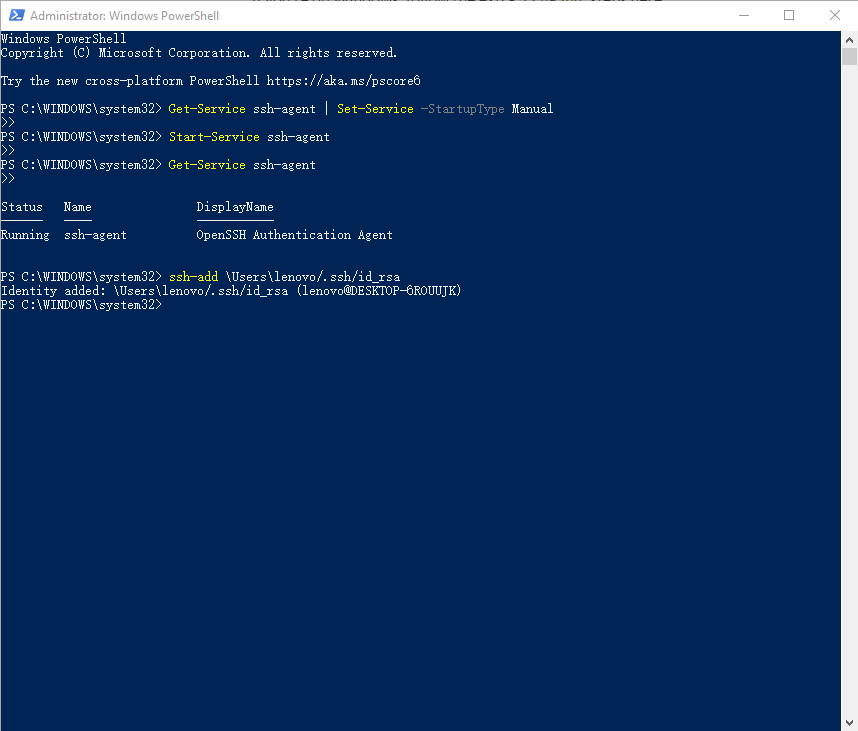 Administrator: Windows PowerShell
Windows PowerShell
Copyright (C) Microsoft Corporation. All rights reserved.
Try the new cross-platform PowerShell https://aka.ms/pscore6
PS C:\WINDOWS\system32> Get-Service ssh-agent | Set-Service -StartupType Manual
>>
PS C:\WINDOWS\system32> Start-Service ssh-agent
>>
PS C:\WINDOWS\system32> Get-Service ssh-agent
>>
Status   Name               DisplayName
------   ----               -----------
Running  ssh-agent          OpenSSH Authentication Agent
PS C:\WINDOWS\system32> ssh-add \Users\lenovo/.ssh/id_rsa
Identity added: \Users\lenovo/.ssh/id_rsa (lenovo@DESKTOP-6ROUUJK)
PS C:\WINDOWS\system32>